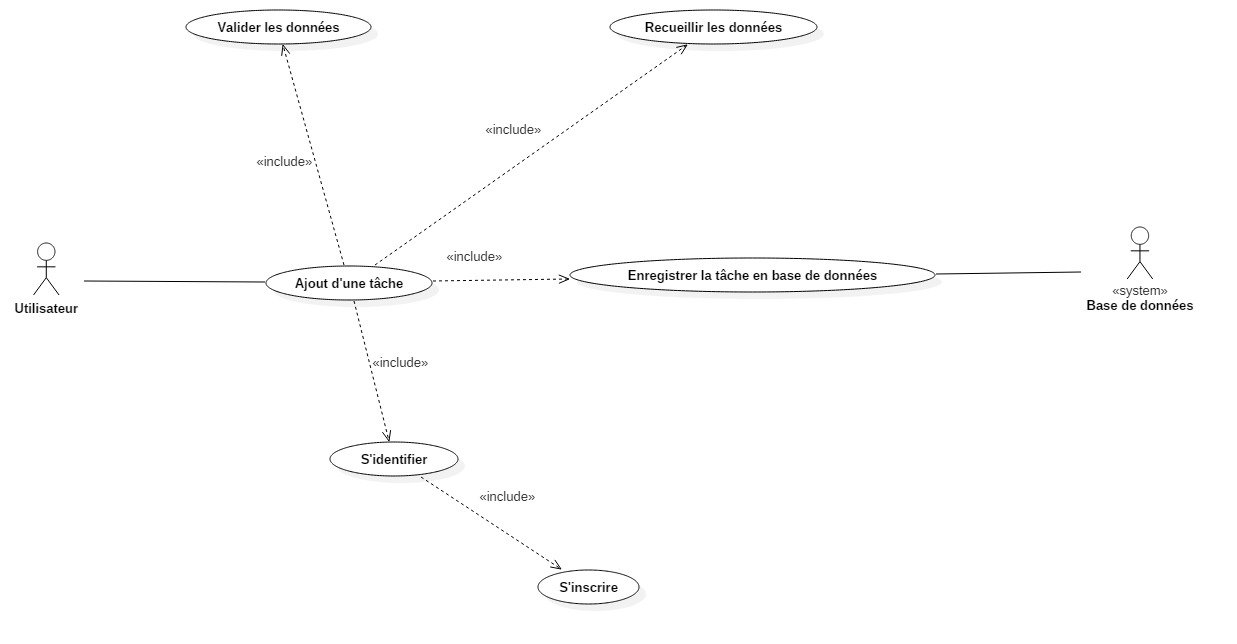 Valider les données
Recueillir les données
«include»
«include»
«include»
Ajout d'une tâche
Enregistrer la tâche en base de données
Utilisateur
«system»
Base de données
«include»
S'identifier
«include»
S'inscrire